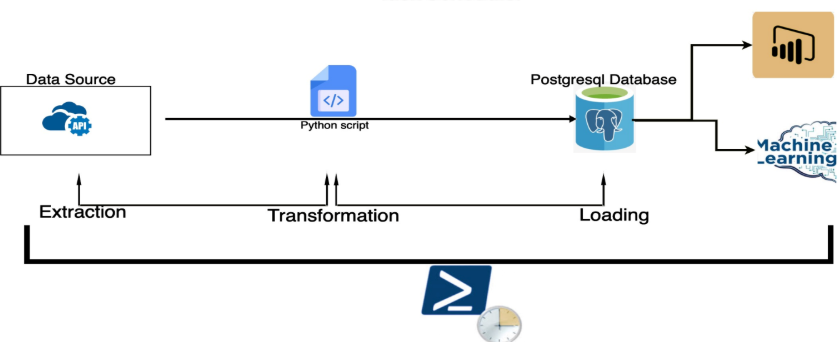 Data Source
API
</>
Python script
Postgresql Database
Machine
Learning
Extraction
Transformation
Loading